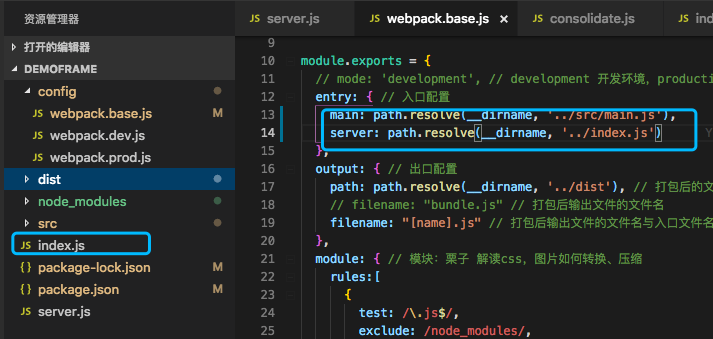 资源管理器
打开的编辑器
DEMOFRAME
config
JS webpack.base.js M
JS webpack.dev.js
JS webpack.prod.js
dist
node_modules
src
JS index.js
{} package-lock.json M
{} package.json M
JS server.js
JS server.js
JS webpack.base.js ×
JS consolidate.js
JS ind
9
10 module.exports = {
11 // mode: 'development', // development 开发环境, producti
12 entry: { // 入口配置
13 main: path.resolve(__dirname, '../src/main.js'),
14 server: path.resolve(__dirname, '../index.js') Y
15 },
16 output: { // 出口配置
17 path: path.resolve(__dirname, '../dist'), // 打包后的文
18 // filename: "bundle.js" // 打包后输出文件的文件名
19 filename: "[name].js" // 打包后输出文件的文件名与入口文件名
20 },
21 module: { // 模块：栗子 解读css, 图片如何转换、压缩
22 rules:[
23 {
24 test: /\.js$/,
25 exclude: /node_modules/,